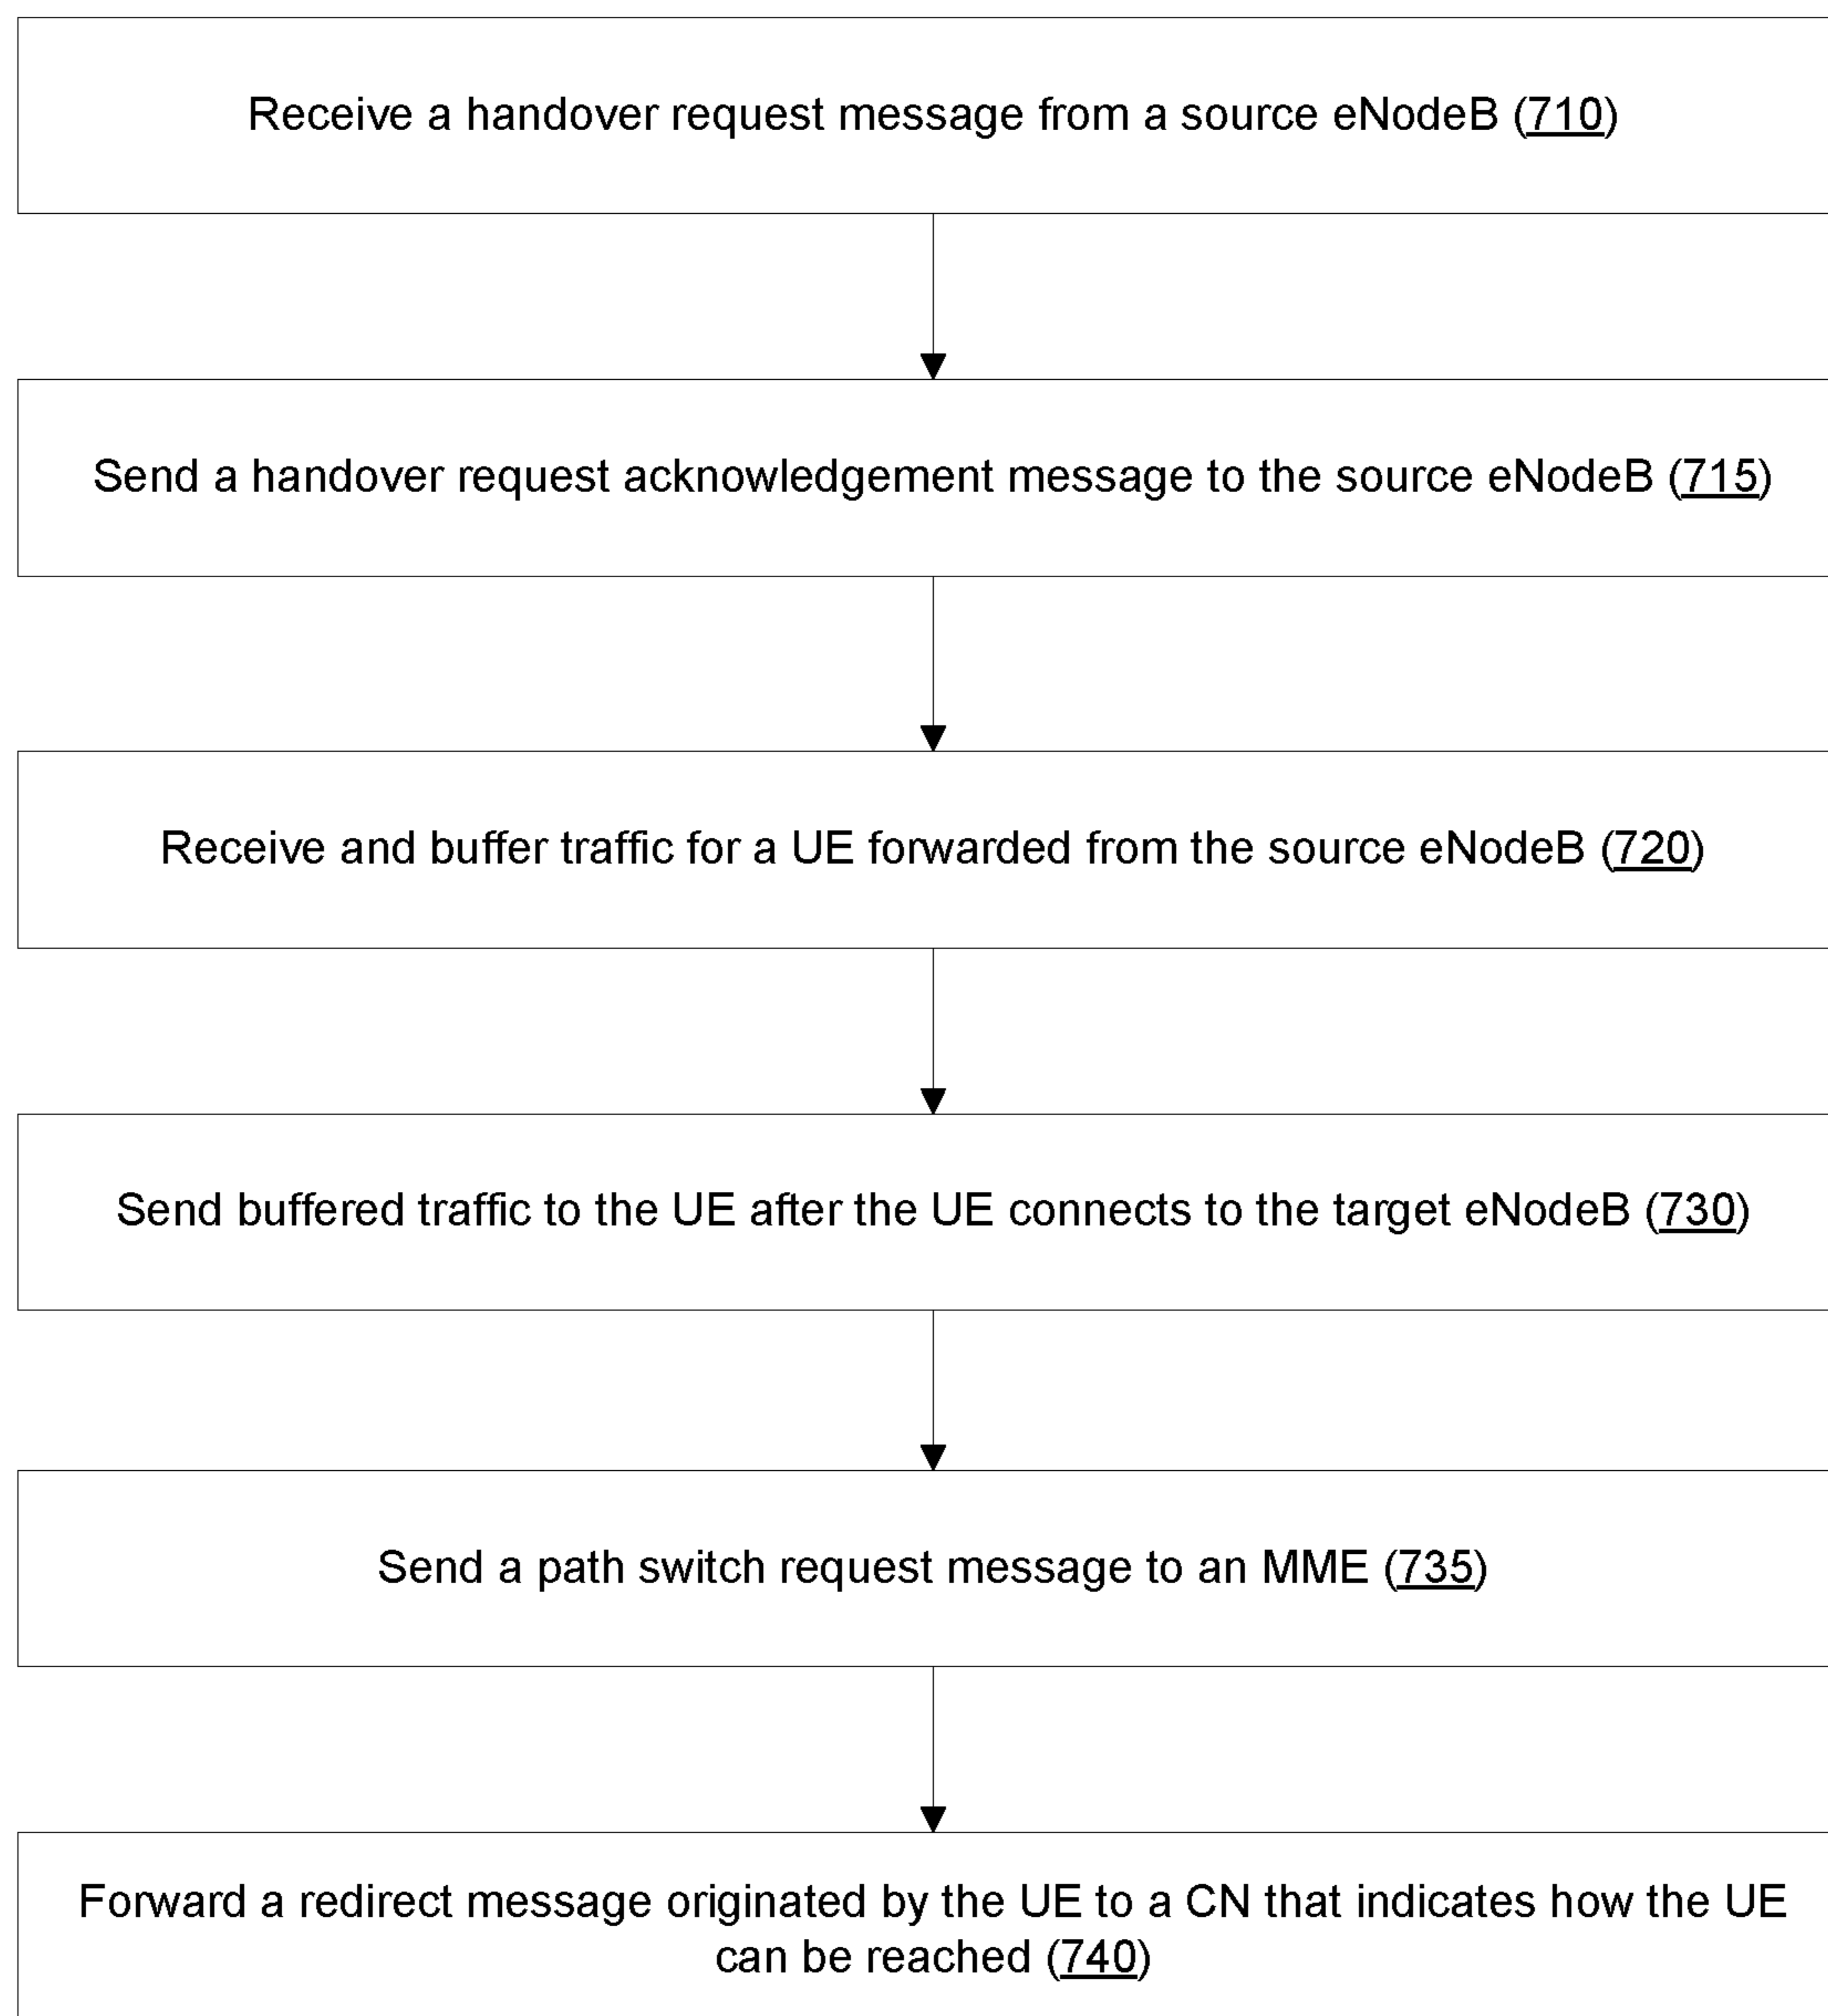 Receive a handover request message from a source eNodeB (710)
Send a handover request acknowledgement message to the source eNodeB (715)
Receive and buffer traffic for a UE forwarded from the source eNodeB (720)
Send buffered traffic to the UE after the UE connects to the target eNodeB (730)
Send a path switch request message to an MME (735)
Forward a redirect message originated by the UE to a CN that indicates how the UE
can be reached (740)